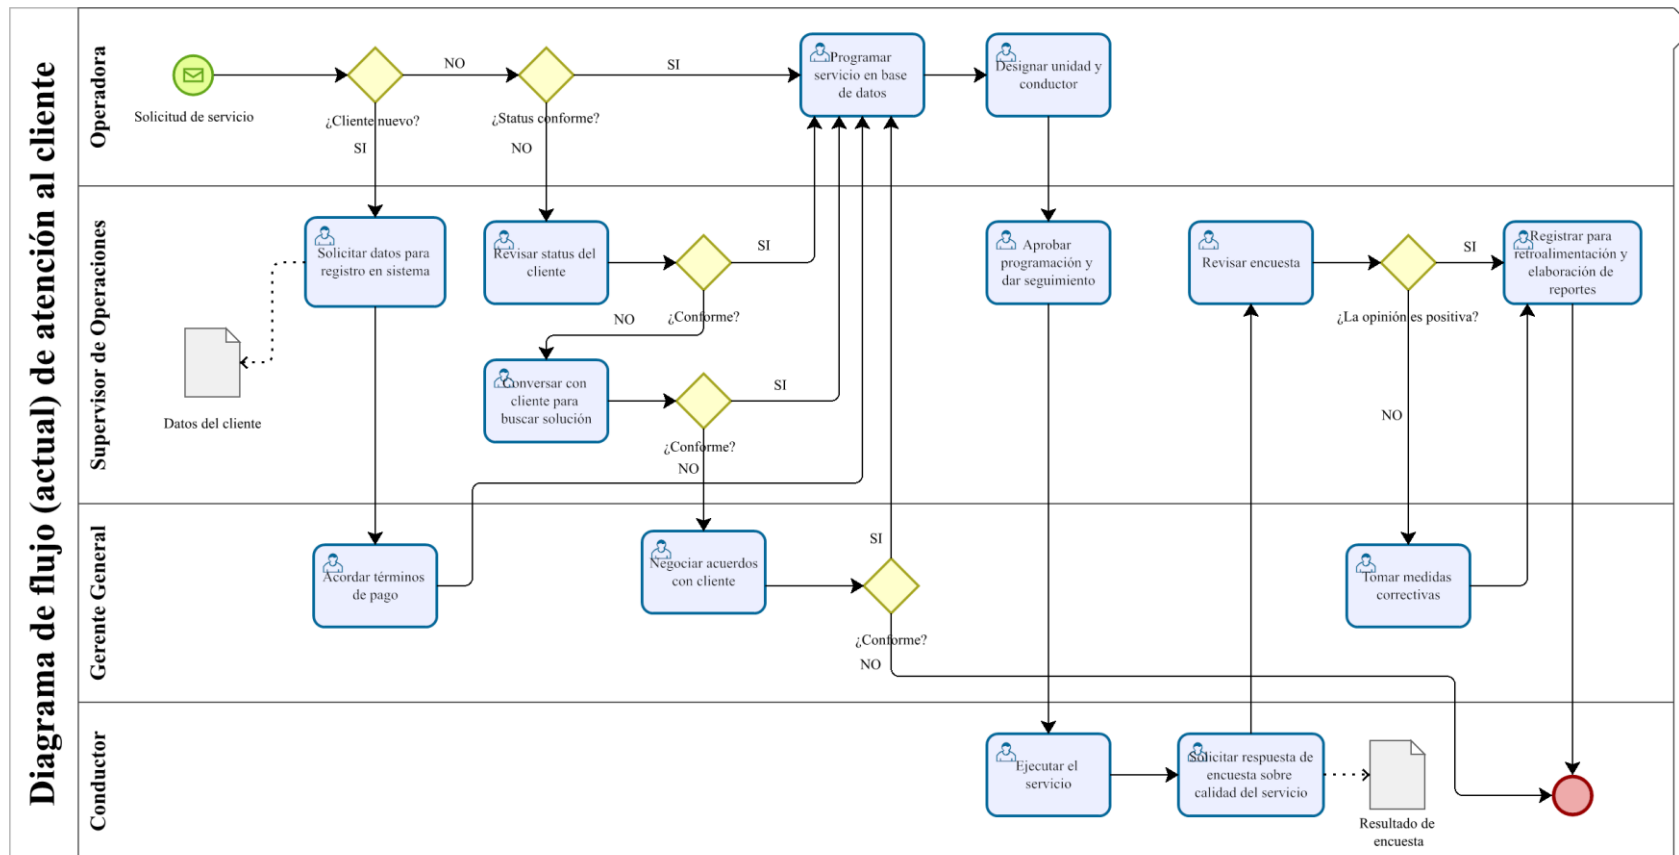 Diagrama de flujo (actual) de atención al cliente
Operadora
Solicitud de servicio
¿Cliente nuevo?
NO
SI
¿Status conforme?
SI
NO
Programar
servicio en base
de datos
Designar unidad y
conductor
Supervisor de Operaciones
Solicitar datos para
registro en sistema
Datos del cliente
Revisar status del
cliente
SI
¿Conforme?
NO
Conversar con
cliente para
buscar solución
SI
¿Conforme?
NO
Aprobar
programación y
dar seguimiento
Revisar encuesta
SI
¿La opinión es positiva?
NO
Registrar para
retroalimentación y
elaboración de
reportes
Gerente General
Acordar términos
de pago
Negociar acuerdos
con cliente
SI
¿Conforme?
NO
Tomar medidas
correctivas
Conductor
Ejecutar el
servicio
Solicitar respuesta de
encuesta sobre
calidad del servicio
Resultado de
encuesta